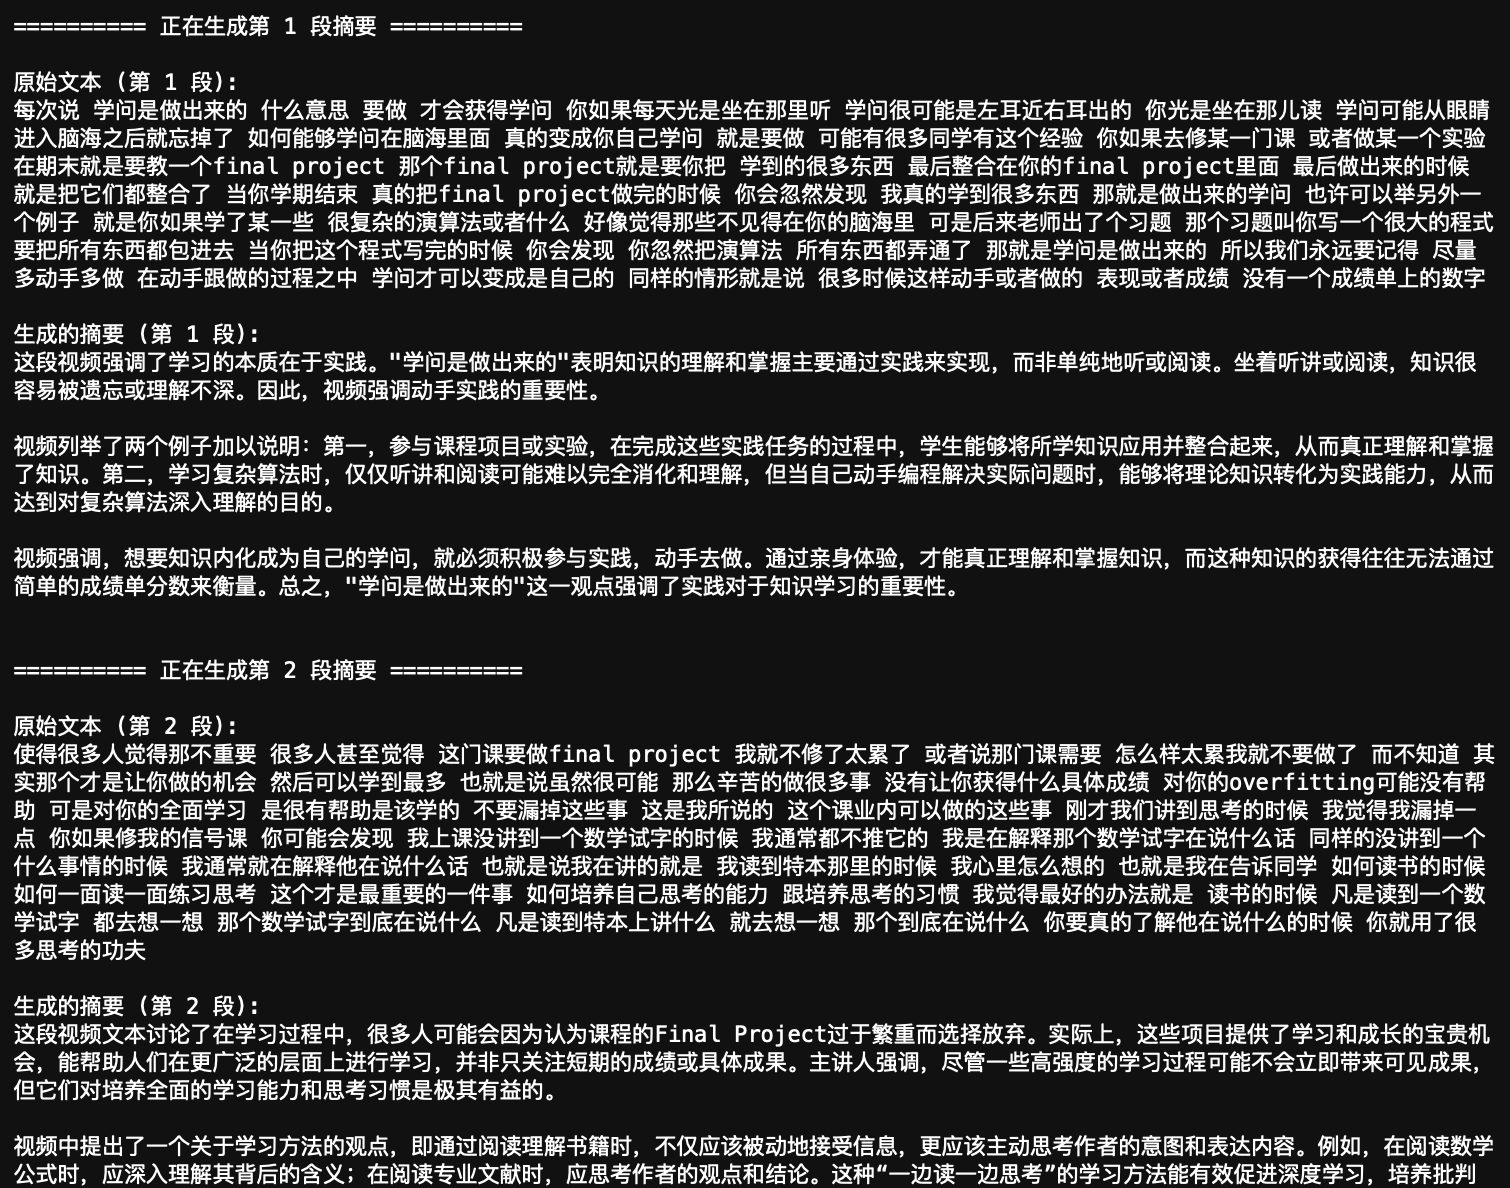 ========== 正在生成第 1 段摘要 ==========
原始文本 (第 1 段):
每次说 学问是做出来的 什么意思 要做 才会获得学问 你如果每天光是坐在那里听 学问很可能是左耳近右耳出的 你光是坐在那儿读 学问可能从眼睛
进入脑海之后就忘掉了 如何能够学问在脑海里面 真的变成你自己学问 就是要做 可能有很多同学有这个经验 你如果去修某一门课 或者做某一个实验
在期末就是要教一个final project 那个final project就是要你把 学到的很多东西 最后整合在你的final project里面 最后做出来的时候
就是把它们都整合了 当你学期结束 真的把final project做完的时候 你会忽然发现 我真的学到很多东西 那就是做出来的学问 也许可以举另外一
个例子 就是你如果学了某一些 很复杂的演算法或者什么 好像觉得那些不见得在你的脑海里 可是后来老师出了个习题 那个习题叫你写一个很大的程式
要把所有东西都包进去 当你把这个程式写完的时候 你会发现 你忽然把演算法 所有东西都弄通了 那就是学问是做出来的 所以我们永远要记得 尽量
多动手多做 在动手跟做的过程之中 学问才可以变成是自己的 同样的情形就是说 很多时候这样动手或者做的 表现或者成绩 没有一个成绩单上的数字
生成的摘要 (第 1 段):
这段视频强调了学习的本质在于实践。"学问是做出来的"表明知识的理解和掌握主要通过实践来实现，而非单纯地听或阅读。坐着听讲或阅读，知识很
容易被遗忘或理解不深。因此，视频强调动手实践的重要性。
视频列举了两个例子加以说明：第一，参与课程项目或实验，在完成这些实践任务的过程中，学生能够将所学知识应用并整合起来，从而真正理解和掌握
了知识。第二，学习复杂算法时，仅仅听讲和阅读可能难以完全消化和理解，但当自己动手编程解决实际问题时，能够将理论知识转化为实践能力，从而
达到对复杂算法深入理解的目的。
视频强调，想要知识内化成为自己的学问，就必须积极参与实践，动手去做。通过亲身体验，才能真正理解和掌握知识，而这种知识的获得往往无法通过
简单的成绩单分数来衡量。总之，"学问是做出来的"这一观点强调了实践对于知识学习的重要性。
========== 正在生成第 2 段摘要 ==========
原始文本 (第 2 段):
使得很多人觉得那不重要 很多人甚至觉得 这门课要做final project 我就不修了太累了 或者说那门课需要 怎么样太累我就不要做了 而不知道 其
实那个才是让你做的机会 然后可以学到最多 也就是说虽然很可能 那么辛苦的做很多事 没有让你获得什么具体成绩 对你的overfitting可能没有帮
助 可是对你的全面学习 是很有帮助是该学的 不要漏掉这些事 这是我所说的 这个课业内可以做的这些事 刚才我们讲到思考的时候 我觉得我漏掉一
点 你如果修我的信号课 你可能会发现 我上课没讲到一个数学试字的时候 我通常都不推它的 我是在解释那个数学试字在说什么话 同样的没讲到一个
什么事情的时候 我通常就在解释他在说什么话 也就是说我在讲的就是 我读到特本那里的时候 我心里怎么想的 也就是我在告诉同学 如何读书的时候
如何一面读一面练习思考 这个才是最重要的一件事 如何培养自己思考的能力 跟培养思考的习惯 我觉得最好的办法就是 读书的时候 凡是读到一个数
学试字 都去想一想 那个数学试字到底在说什么 凡是读到特本上讲什么 就去想一想 那个到底在说什么 你要真的了解他在说什么的时候 你就用了很
多思考的功夫
生成的摘要 (第 2 段):
这段视频文本讨论了在学习过程中，很多人可能会因为认为课程的Final Project过于繁重而选择放弃。实际上，这些项目提供了学习和成长的宝贵机
会，能帮助人们在更广泛的层面上进行学习，并非只关注短期的成绩或具体成果。主讲人强调，尽管一些高强度的学习过程可能不会立即带来可见成果，
但它们对培养全面的学习能力和思考习惯是极其有益的。
视频中提出了一个关于学习方法的观点，即通过阅读理解书籍时，不仅应该被动地接受信息，更应该主动思考作者的意图和表达内容。例如，在阅读数学
公式时，应深入理解其背后的含义；在阅读专业文献时，应思考作者的观点和结论。这种“一边读一边思考”的学习方法能有效促进深度学习，培养批判